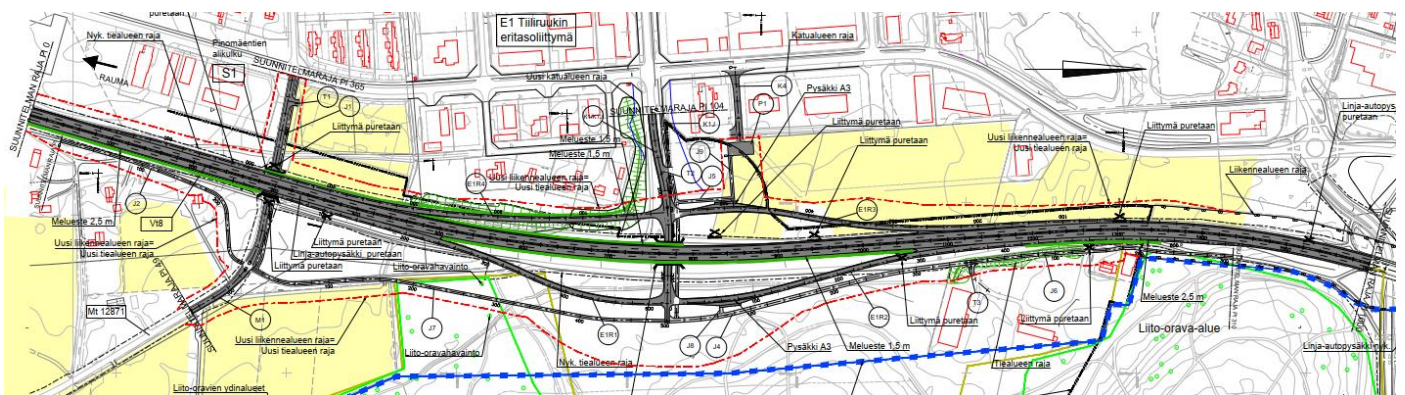 puretaan
Nyk. tiealueen raja
Pinomäentien
alikulku
S1
RAUMA
SUUNNITELMAN RAJA Pl 0
SUUNNITELMARAJA Pl 365
T1
J1
Liittymä puretaan
E1 Tiiliruukin
eritasoliittymä
Uusi katualueen raja
Katualueen raja
K4
P1
Pysäkki A3
SUUNNITELMARAJA Pl 104
K1J
Melueste 1,5 m
Melueste 1,5 m
Liittymä puretaan
Liittymä puretaan
J9
T2
J5
Uusi liikennealueen raja=
Uusi tiealueen raja
E1R4
E1R3
Uusi liikennealueen raja=
Uusi tiealueen raja
Liittymä puretaan
Linja-autopys
puretaan
Liikennealueen raja
J2
Vt8
Melueste 2,5 m
Uusi liikennealueen raja=
Uusi tiealueen raja
Liittymä puretaan
Linja-autopysäkki puretaan
Liittymä puretaan
Liito-oravahavainto
Mt 12871
M1
Uusi liikennealueen raja=
Uusi tiealueen raja
Liito-oravien ydinalueet
J7
Liito-oravahavainto
E1R1
Nyk. tiealueen raja
J8
J4
Pysäkki A3
Melueste 1,5 m
E1R2
Liittymä puretaan
T3
J6
Liittymä puretaan
Tiealueen raja
Melueste 2,5 m
Liito-orava-alue
Linja-autopysäkki nyk.